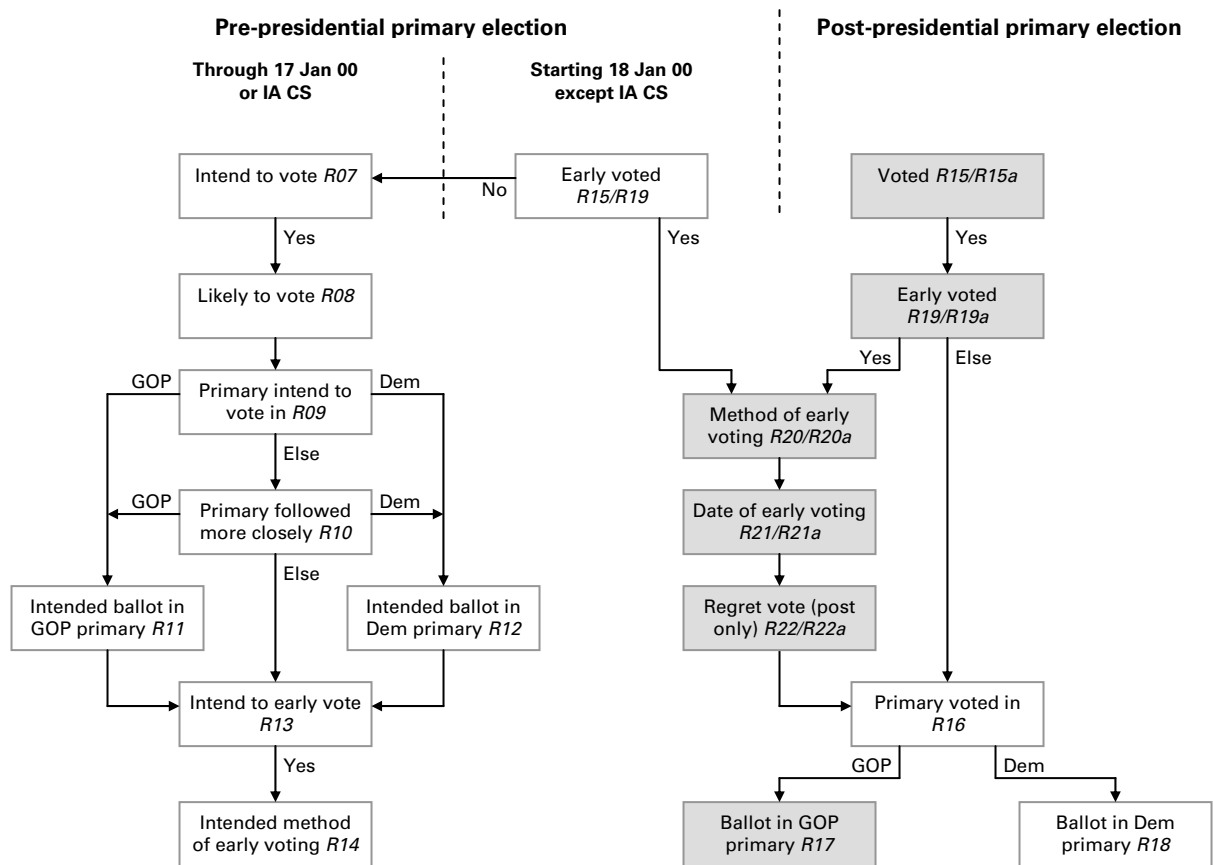 Pre-presidential primary election
Post-presidential primary election
Through 17 Jan 00
or IA CS
Starting 18 Jan 00
except IA CS
Intend to vote R07
No
Early voted
R15/R19
Voted R15/R15a
Yes
Yes
Yes
Likely to vote R08
Early voted
R19/R19a
Yes
Else
GOP
Primary intend to
vote in R09
Dem
Method of early
voting R20/R20a
Else
GOP
Primary followed
more closely R10
Dem
Date of early voting
R21/R21a
Else
Intended ballot in
GOP primary R11
Intended ballot in
Dem primary R12
Regret vote (post
only) R22/R22a
Intend to early vote
R13
Primary voted in
R16
Yes
GOP
Dem
Intended method
of early voting R14
Ballot in GOP
primary R17
Ballot in Dem
primary R18